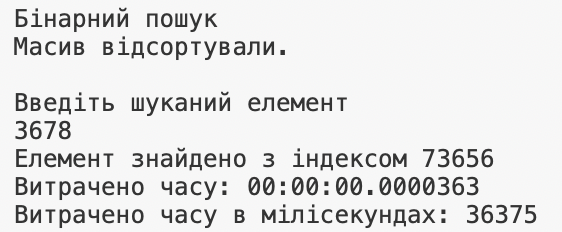 Бінарний пошук
Масив відсортували.
Введіть шуканий елемент
3678
Елемент знайдено з індексом 73656
Витрачено часу: 00:00:00.0000363
Витрачено часу в мілісекундах: 36375